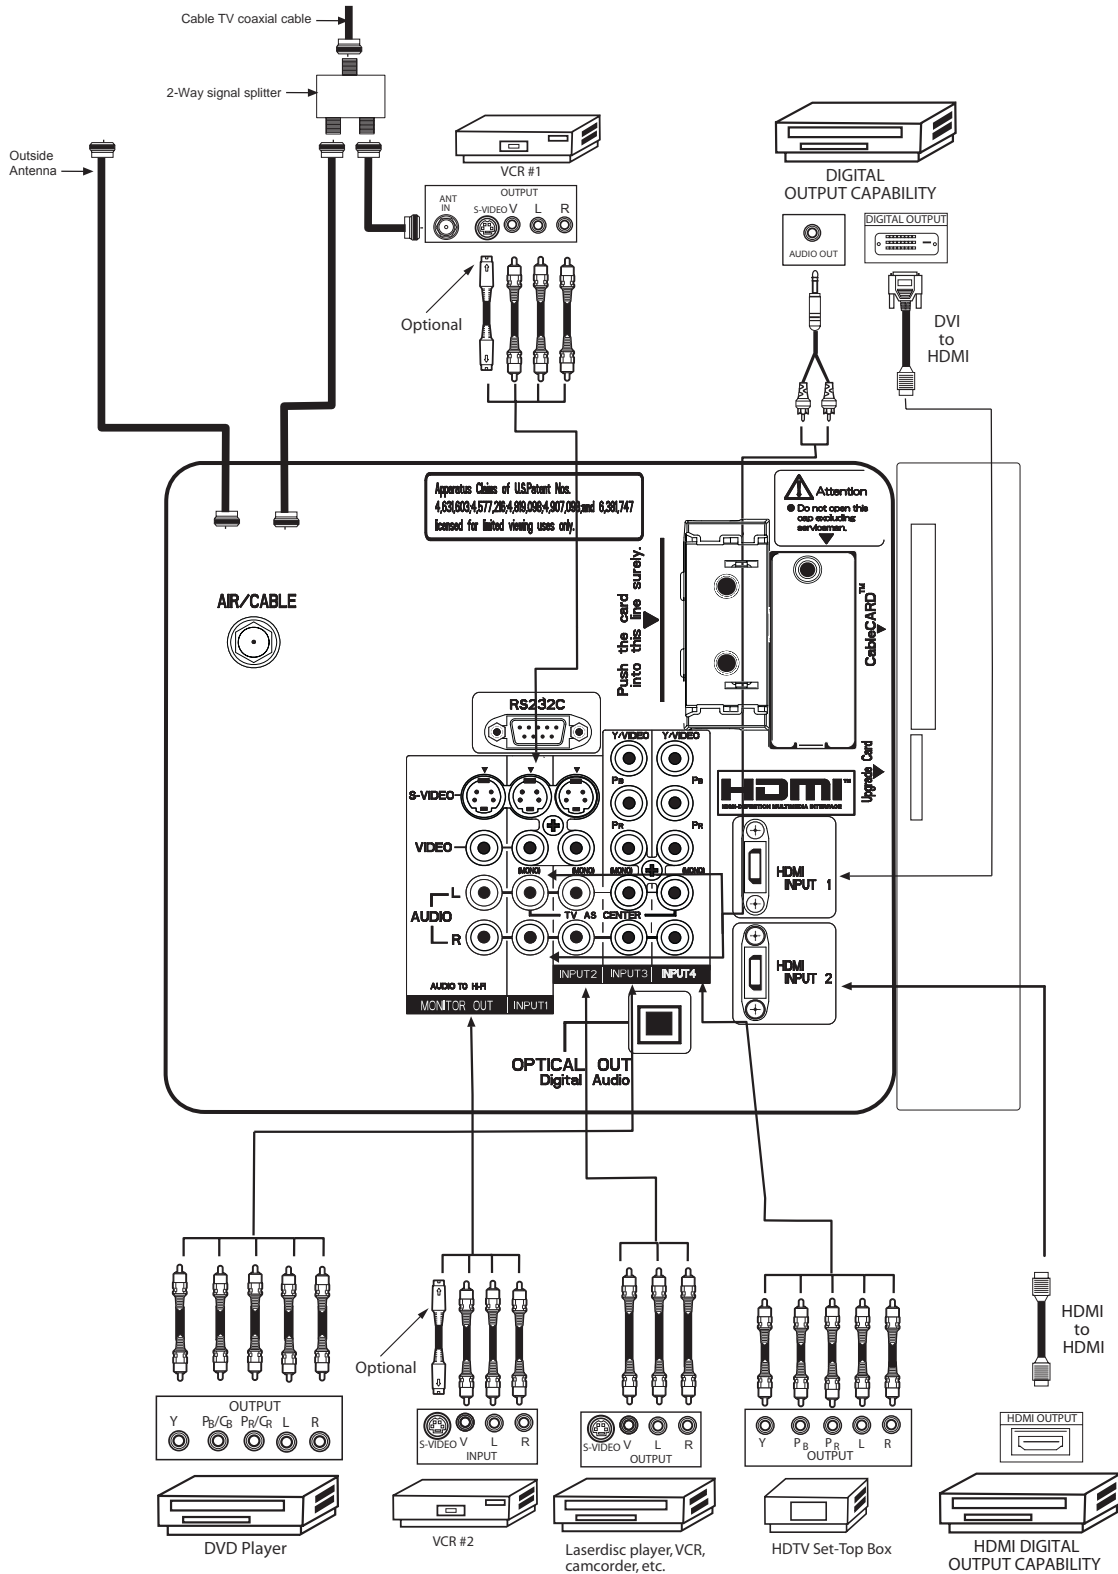 Cable TV coaxial cable
2-Way signal splitter
Outside
Antenna
VCR #1
ANT
IN
OUTPUT
S-VIDEO V L R
Optional
DIGITAL
OUTPUT CAPABILITY
AUDIO OUT
DIGITAL OUTPUT
DVI
to
HDMI
Apparatus Claims of U.S.Patent Nos.
licensed for limited viewing uses only.
Attention
Do not open this
cap excluding
serviceman.
Push the card
into this line surely.
CableCARD™
Upgrade Card
AIR/CABLE
RS232C
Y/VIDEO Y/VIDEO
PB PB
PR PR
S-VIDEO
VIDEO
(MONO) (MONO) (MONO) (MONO)
L
AUDIO
R
TV AS CENTER
AUDIO TO HI-FI
MONITOR OUT INPUT1 INPUT2 INPUT3 INPUT4
HDMI™
HIGH-DEFINITION MULTIMEDIA INTERFACE
HDMI
INPUT 1
HDMI
INPUT 2
OPTICAL OUT
Digital Audio
HDMI
to
HDMI
Optional
OUTPUT
Y PB/CB PR/CR L R
DVD Player
S-VIDEO V L R
INPUT
VCR #2
S-VIDEO V L R
OUTPUT
Laserdisc player, VCR,
camcorder, etc.
Y PB PR L R
OUTPUT
HDTV Set-Top Box
HDMI OUTPUT
HDMI DIGITAL
OUTPUT CAPABILITY